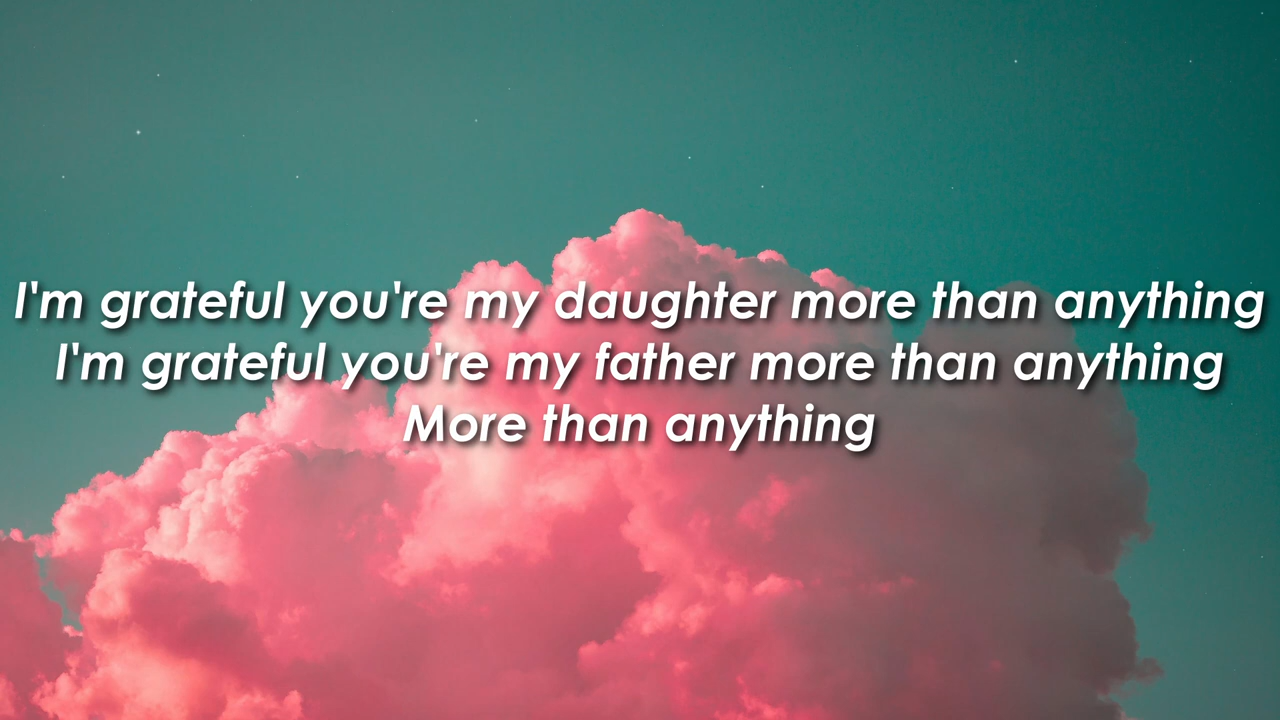 I'm grateful you're my daughter more than anything
I'm grateful you're my father more than anything
More than anything